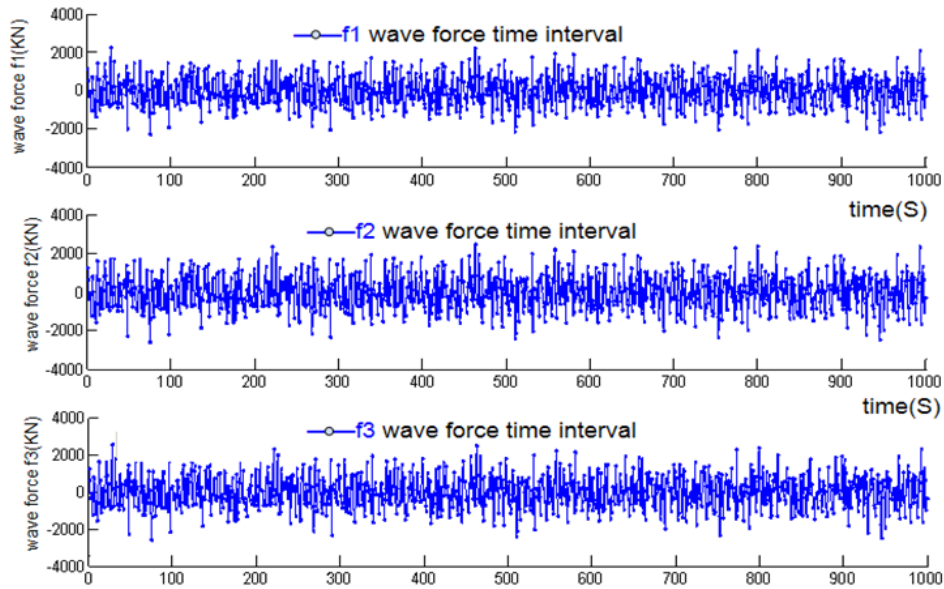 4000
f1 wave force time interval
2000
0
-2000
-4000
wave force f1(KN)
0 100 200 300 400 500 600 700 800 900 1000
time(S)
4000
f2 wave force time interval
2000
0
-2000
-4000
wave force f2(KN)
0 100 200 300 400 500 600 700 800 900 1000
time(S)
4000
f3 wave force time interval
2000
0
-2000
-4000
wave force f3(KN)
0 100 200 300 400 500 600 700 800 900 1000